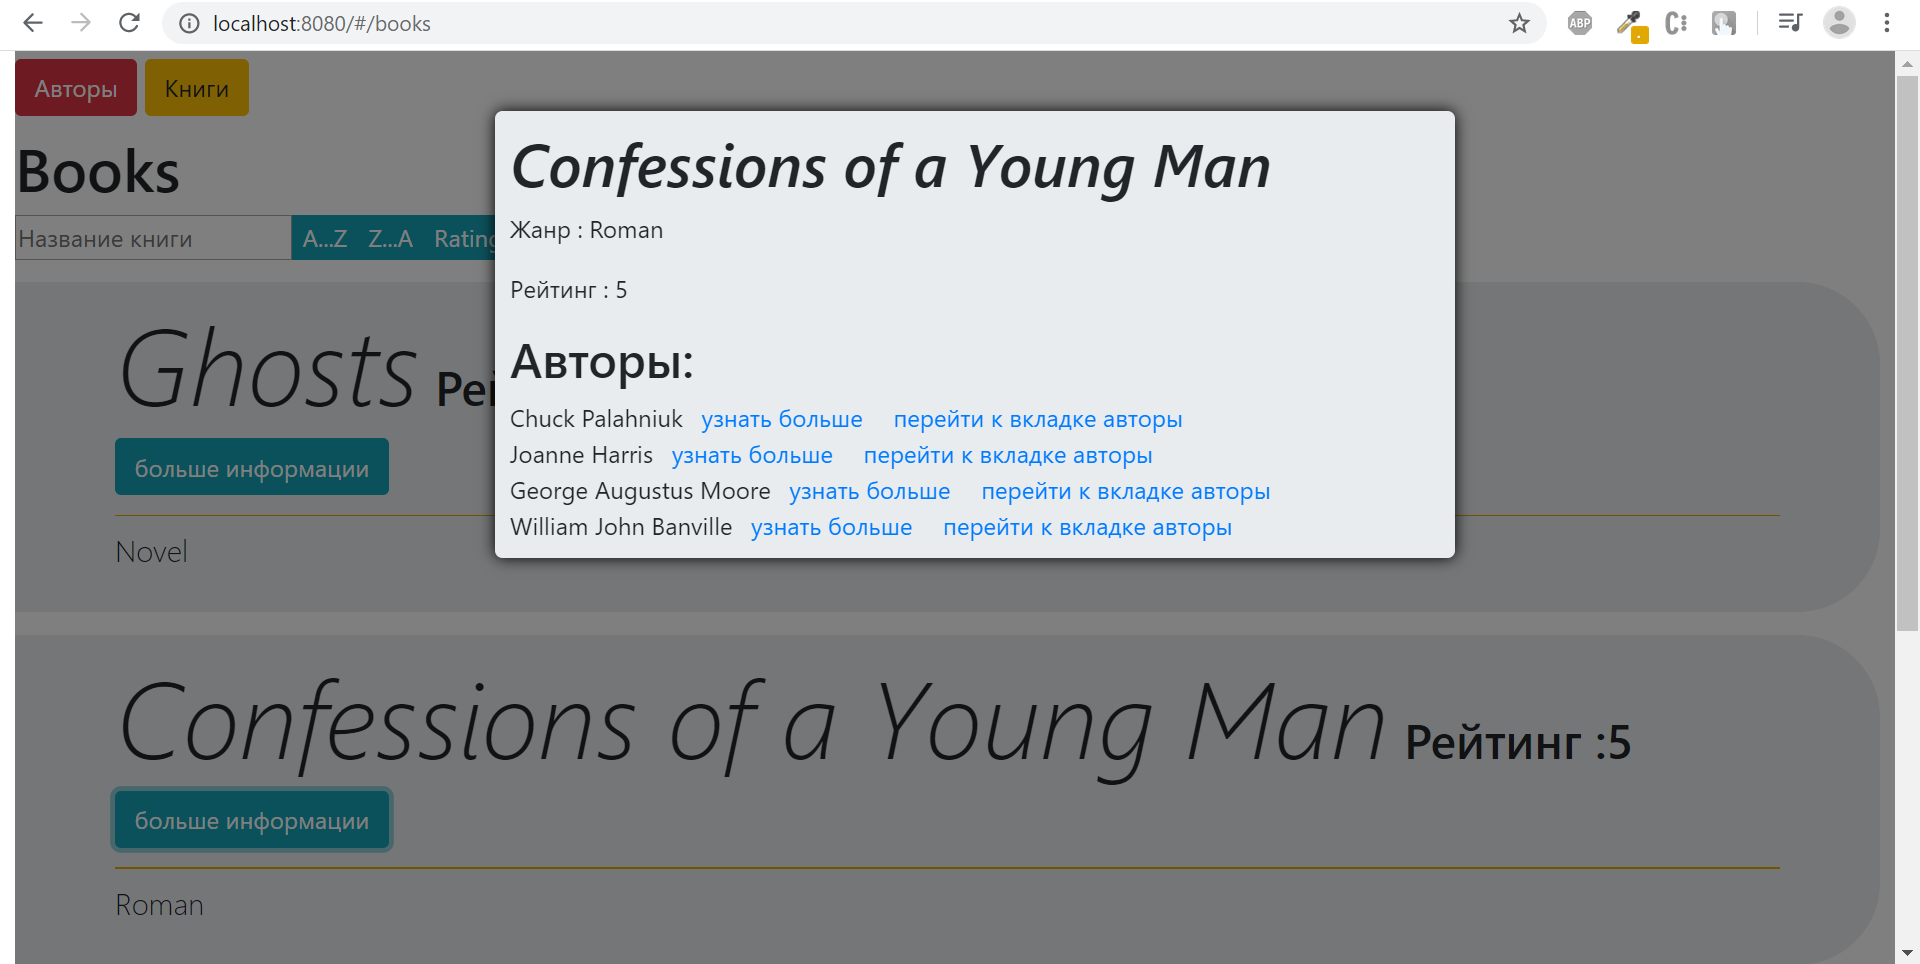 localhost:8080/#/books
ABP
Авторы Книги
Books
Название книги A...Z Z...A Rating
Confessions of a Young Man
Жанр : Roman
Рейтинг : 5
Авторы:
Chuck Palahniuk узнать больше перейти к вкладке авторы
Joanne Harris узнать больше перейти к вкладке авторы
George Augustus Moore узнать больше перейти к вкладке авторы
William John Banville узнать больше перейти к вкладке авторы
Ghosts
больше информации
Novel
Confessions of a Young Man Рейтинг :5
больше информации
Roman